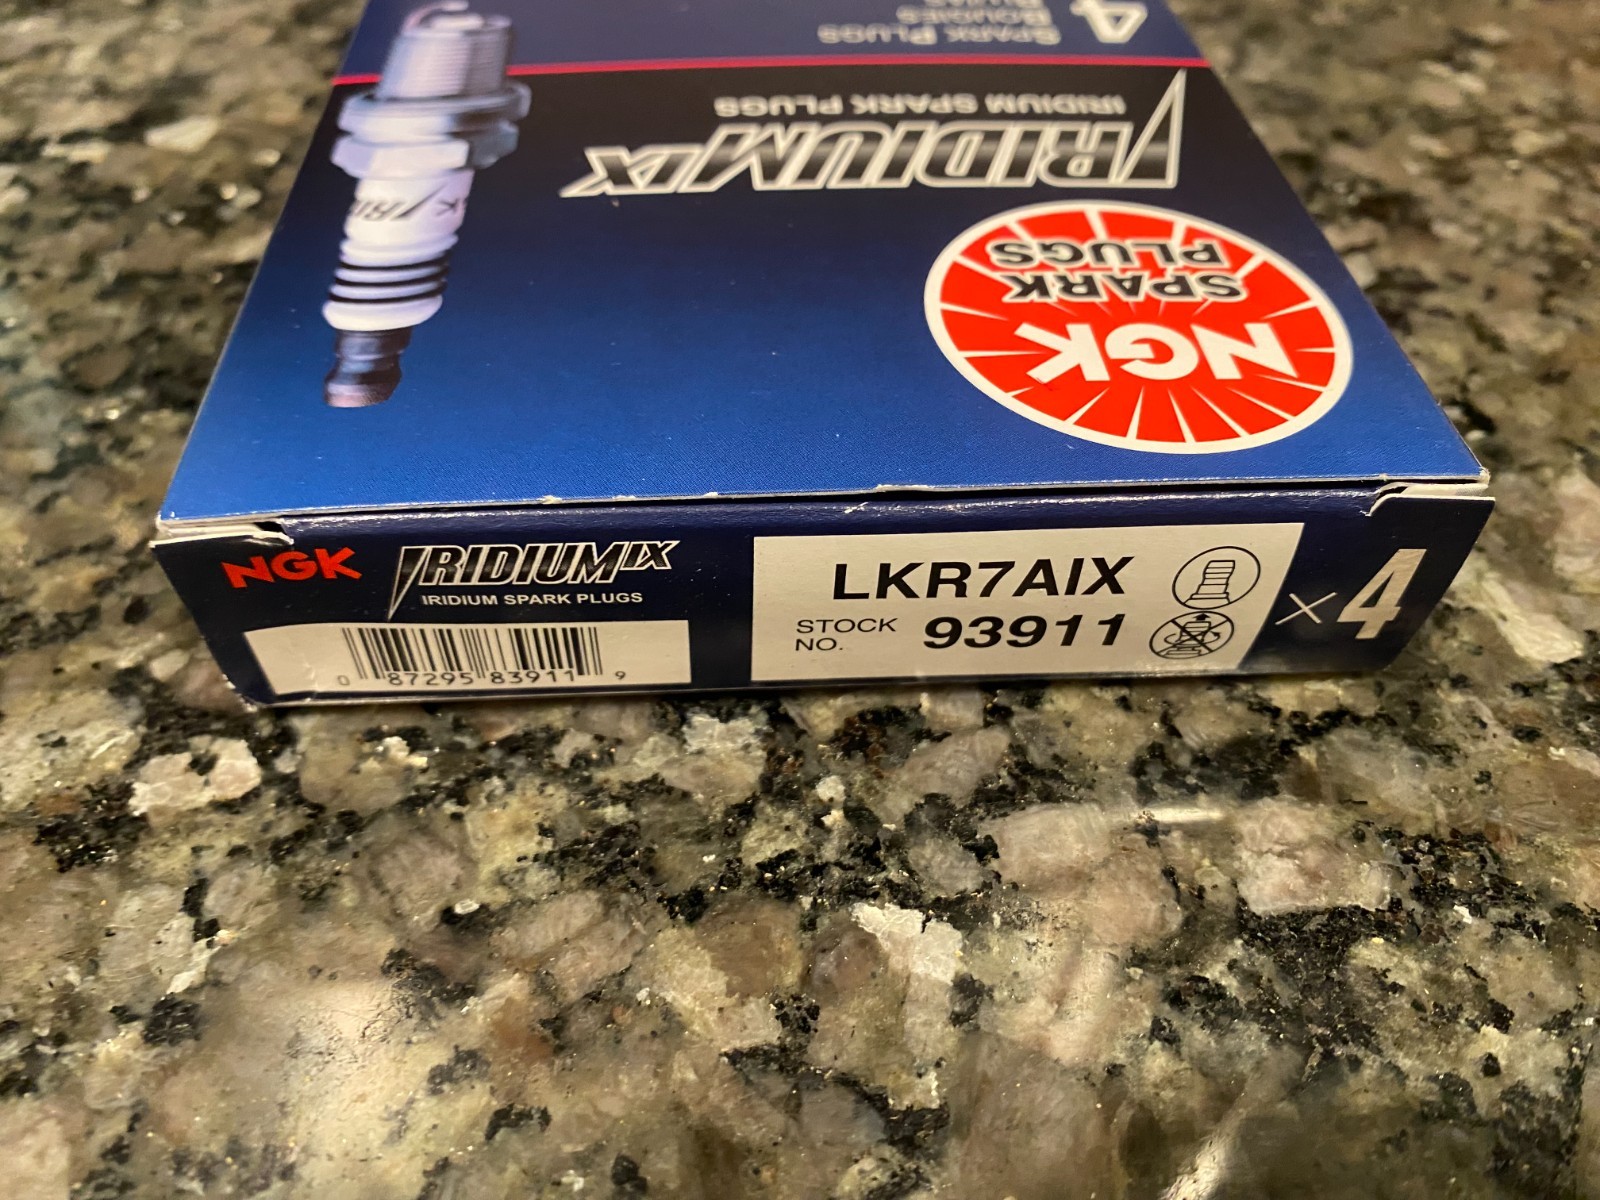 4
SPARK PLUGS
BOUGIES
BUJIAS
IRIDIUM IX
IRIDIUM SPARK PLUGS
NGK
SPARK
PLUGS
NGK
IRIDIUM IX
IRIDIUM SPARK PLUGS
0 87295 83911 9
LKR7AIX
STOCK
NO. 93911
×4